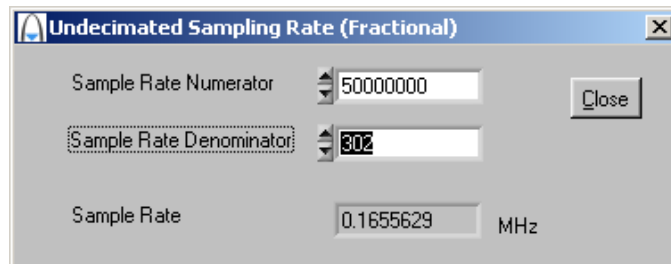 Undecimated Sampling Rate (Fractional)
Sample Rate Numerator 50000000
Close
Sample Rate Denominator 302
Sample Rate 0.1655629 MHz